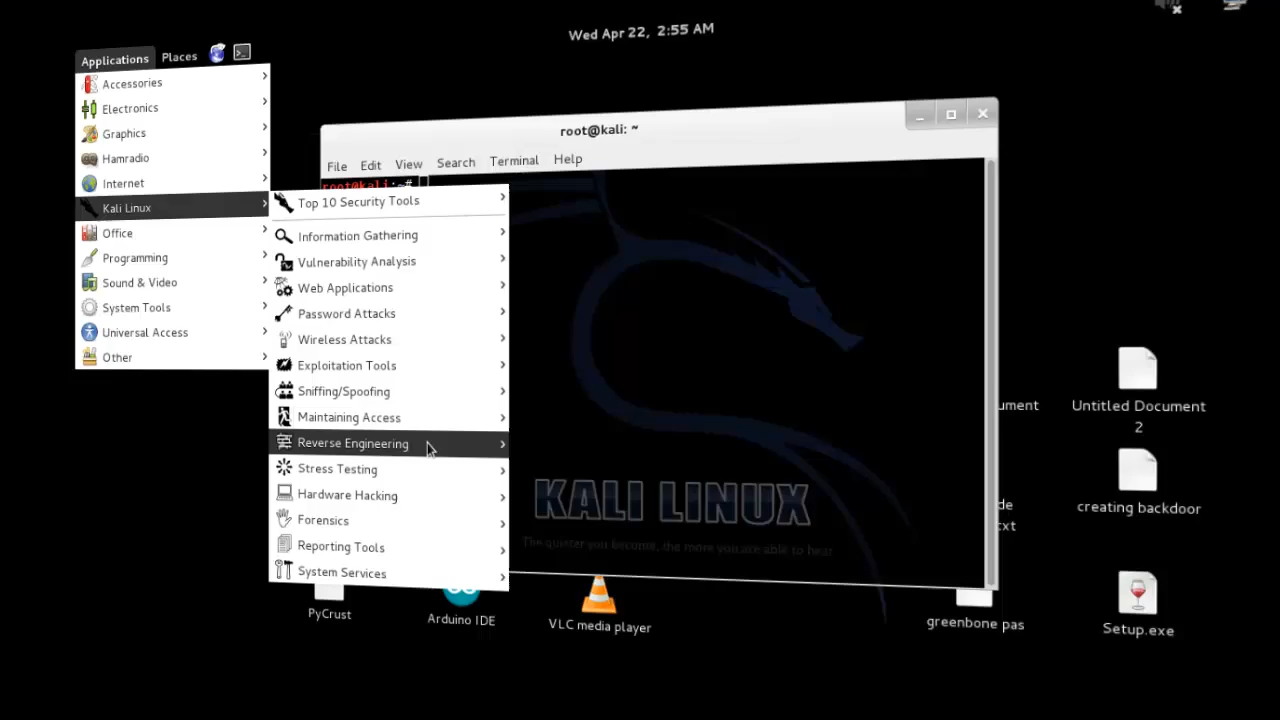 Wed Apr 22, 2:55 AM
Applications Places
Accessories
Electronics
Graphics
Hamradio
Internet
Kali Linux
Office
Programming
Sound & Video
System Tools
Universal Access
Other
root@kali: ~
File Edit View Search Terminal Help
root@kali:~#
Top 10 Security Tools
Information Gathering
Vulnerability Analysis
Web Applications
Password Attacks
Wireless Attacks
Exploitation Tools
Sniffing/Spoofing
Maintaining Access
Reverse Engineering
Stress Testing
Hardware Hacking
Forensics
Reporting Tools
System Services
KALI LINUX
The quieter you become, the more you are able to hear
ument
Untitled Document
2
de
txt
creating backdoor
PyCrust
Arduino IDE
VLC media player
greenbone pas
Setup.exe